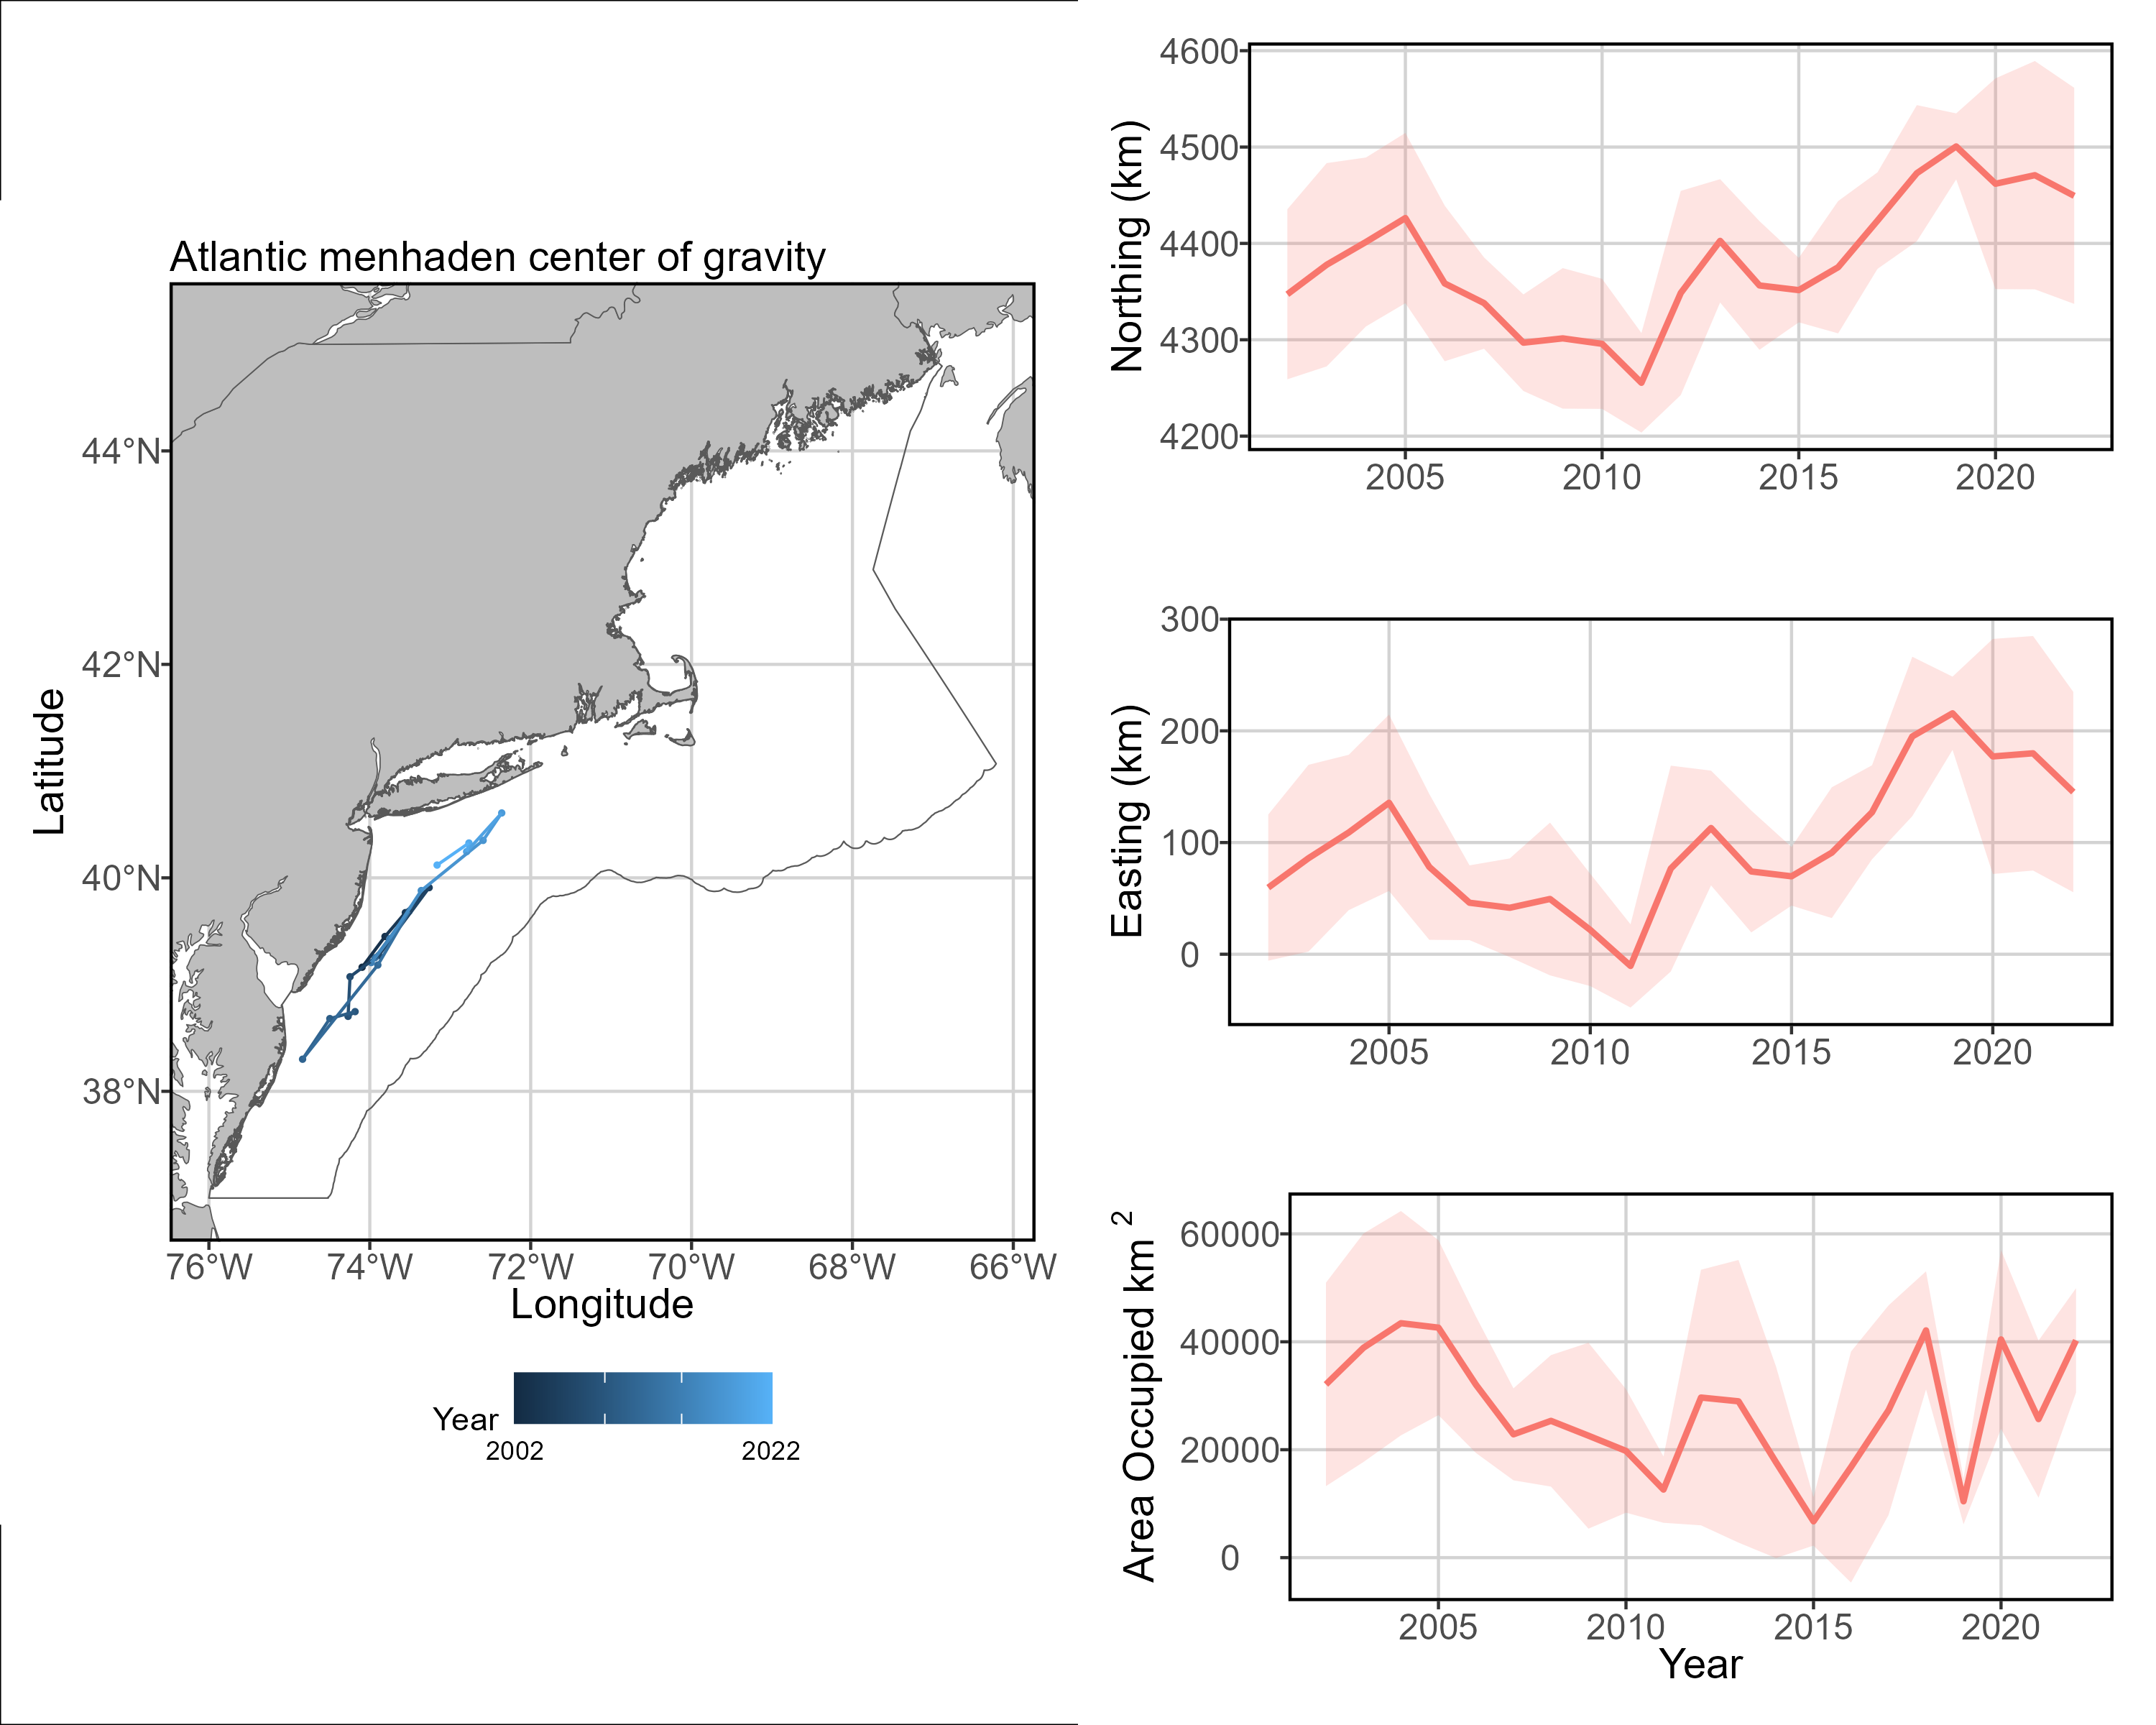 Atlantic menhaden center of gravity
Latitude
44°N
42°N
40°N
38°N
76°W 74°W 72°W 70°W 68°W 66°W
Longitude
Year
2002 2022
Northing (km)
4600
4500
4400
4300
4200
2005 2010 2015 2020
Easting (km)
300
200
100
0
2005 2010 2015 2020
Area Occupied km 2
60000
40000
20000
0
2005 2010 2015 2020
Year